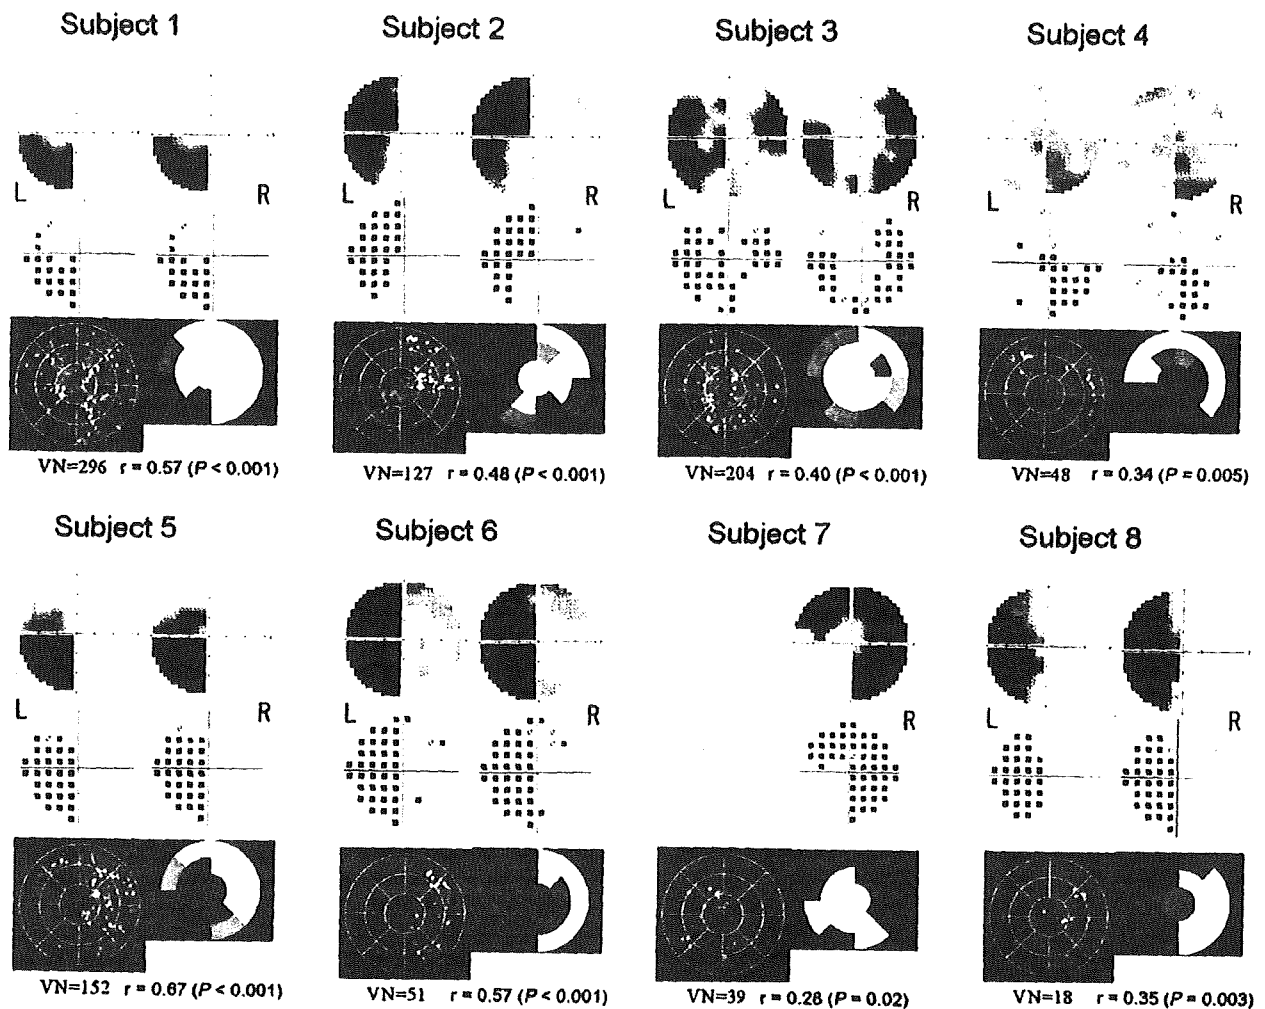 Subject 1
Subject 2
Subject 3
Subject 4
L R
L R
L R
VN=296 r = 0.57 (P < 0.001)
VN=127 r = 0.48 (P < 0.001)
VN=204 r = 0.40 (P < 0.001)
VN=48 r = 0.34 (P = 0.005)
Subject 5
Subject 6
Subject 7
Subject 8
L R
L R
R
L R
VN=152 r = 0.67 (P < 0.001)
VN=51 r = 0.57 (P < 0.001)
VN=39 r = 0.28 (P = 0.02)
VN=18 r = 0.35 (P = 0.003)